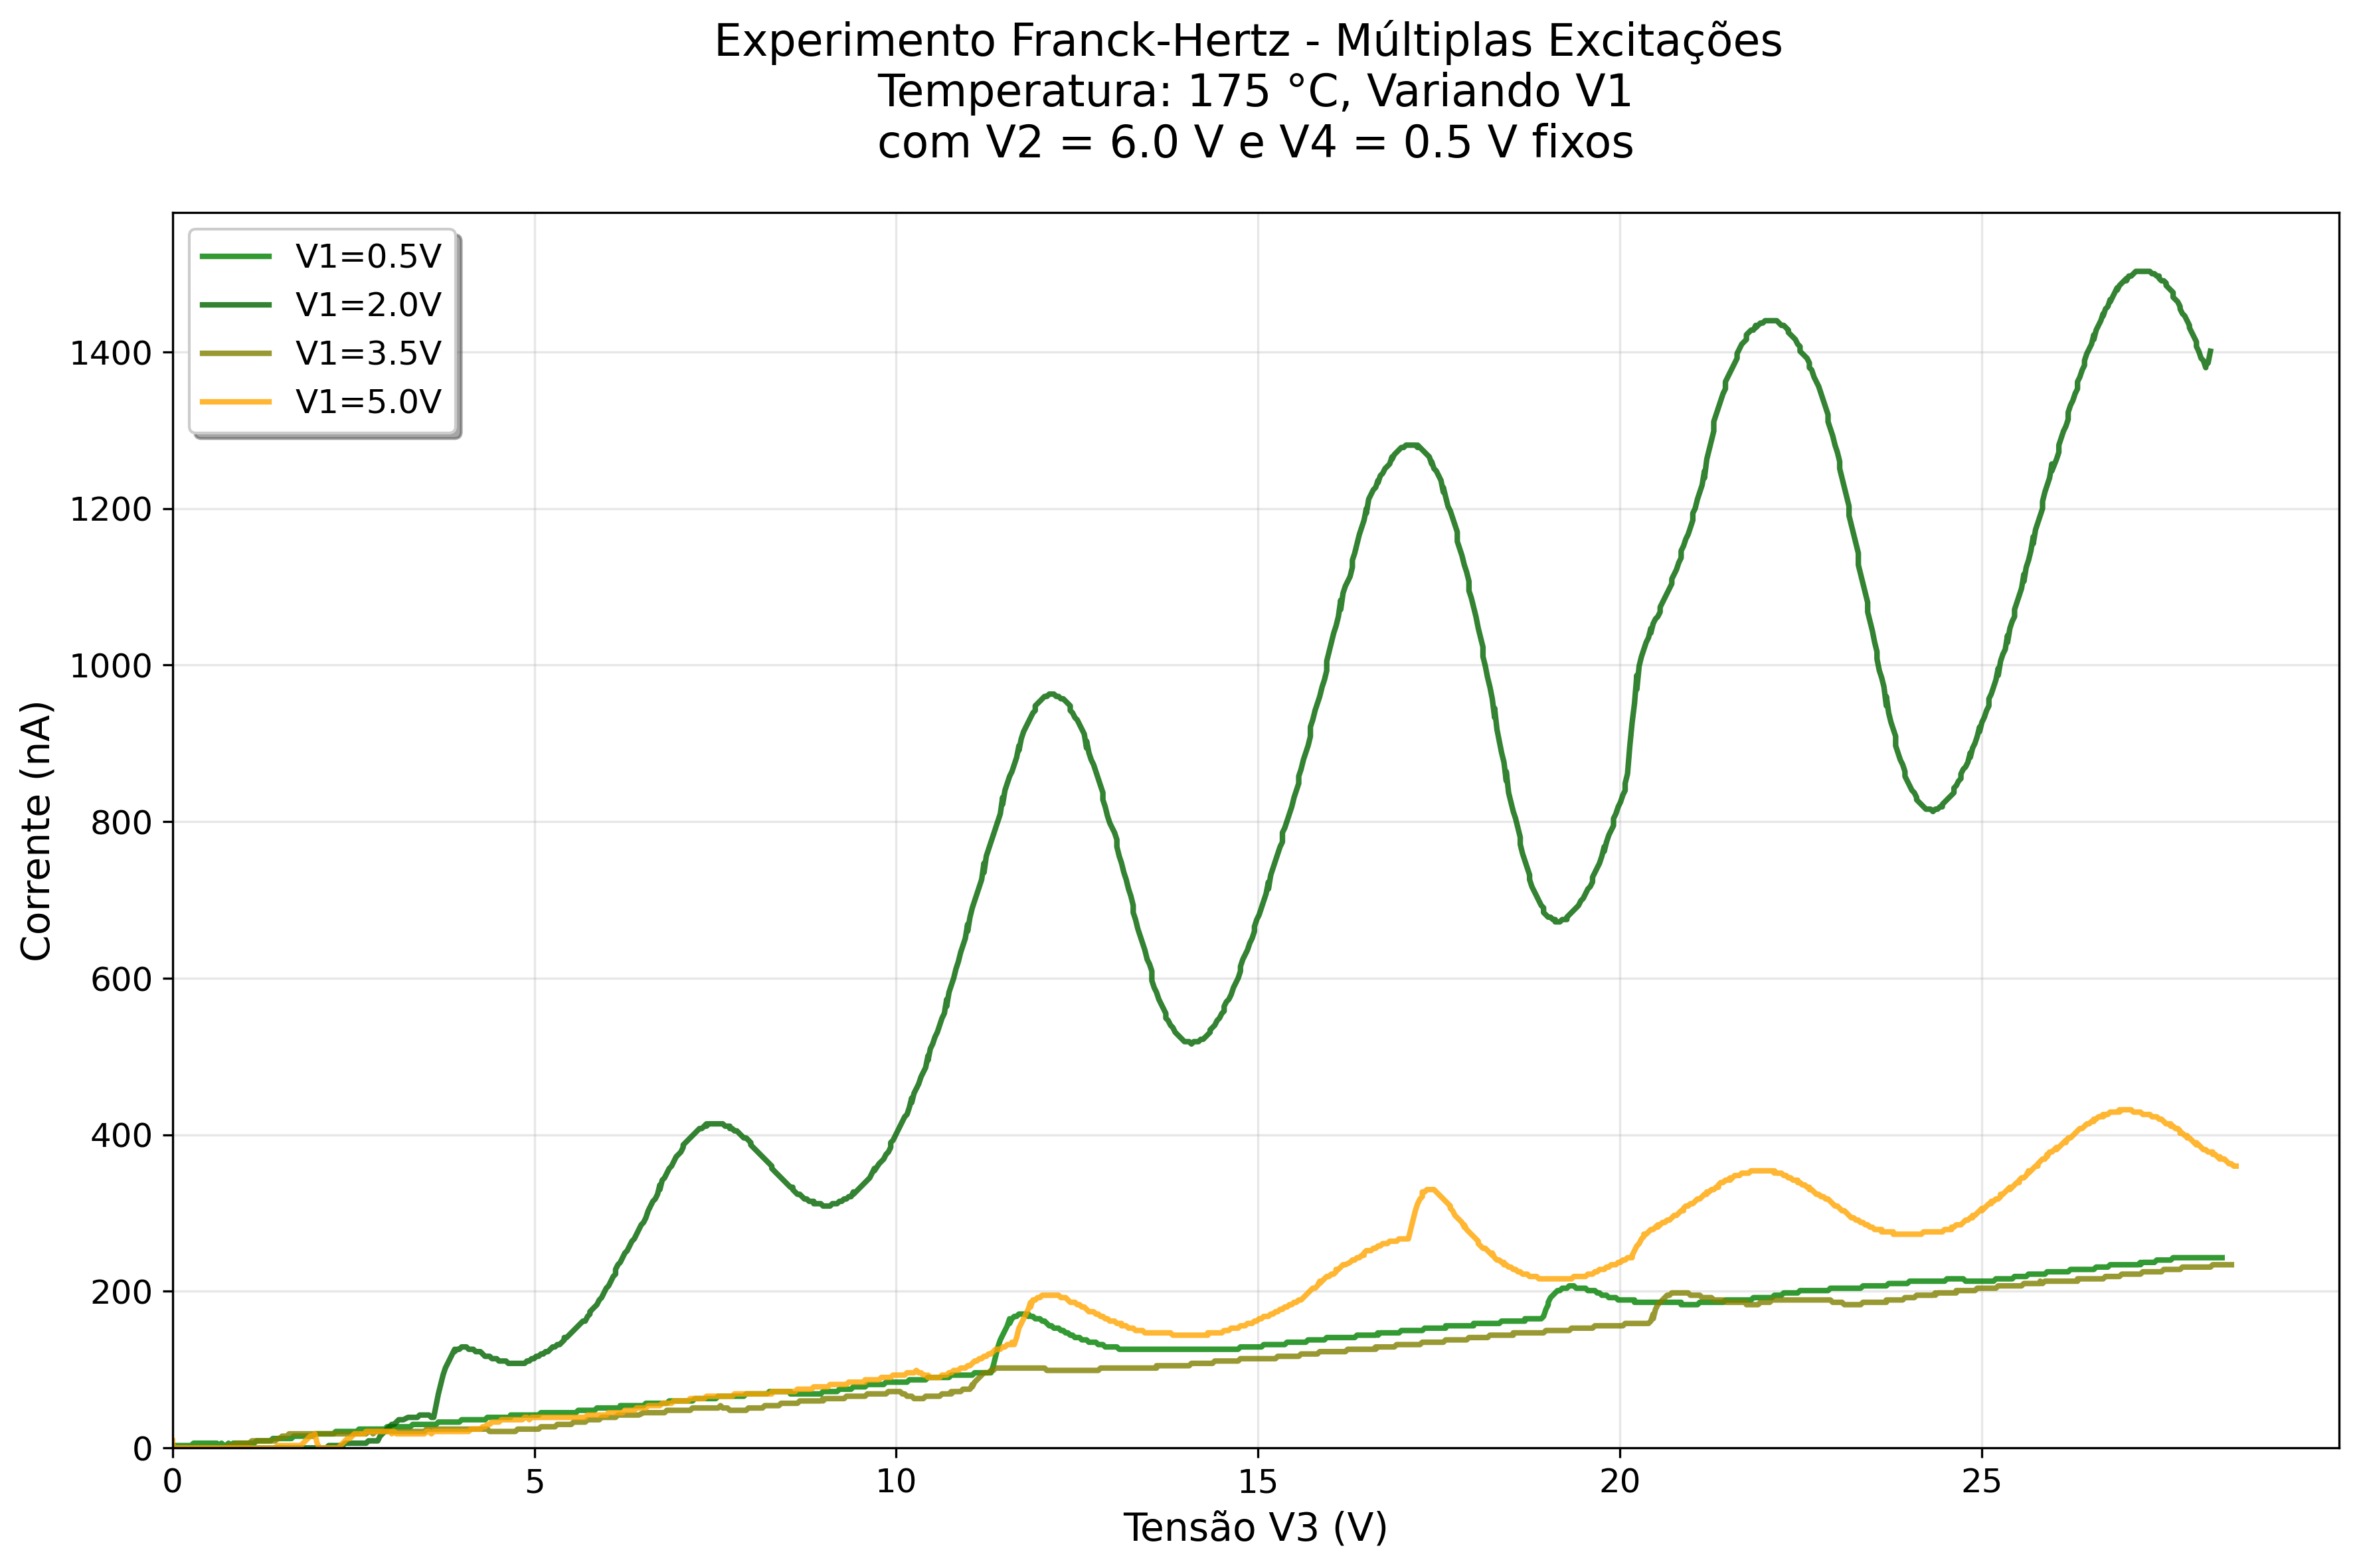 Experimento Franck-Hertz - Múltiplas Excitações
Temperatura: 175 °C, Variando V1
com V2 = 6.0 V e V4 = 0.5 V fixos
V1=0.5V
V1=2.0V
V1=3.5V
V1=5.0V
1400
1200
1000
800
600
400
200
0
Corrente (nA)
0 5 10 15 20 25
Tensão V3 (V)